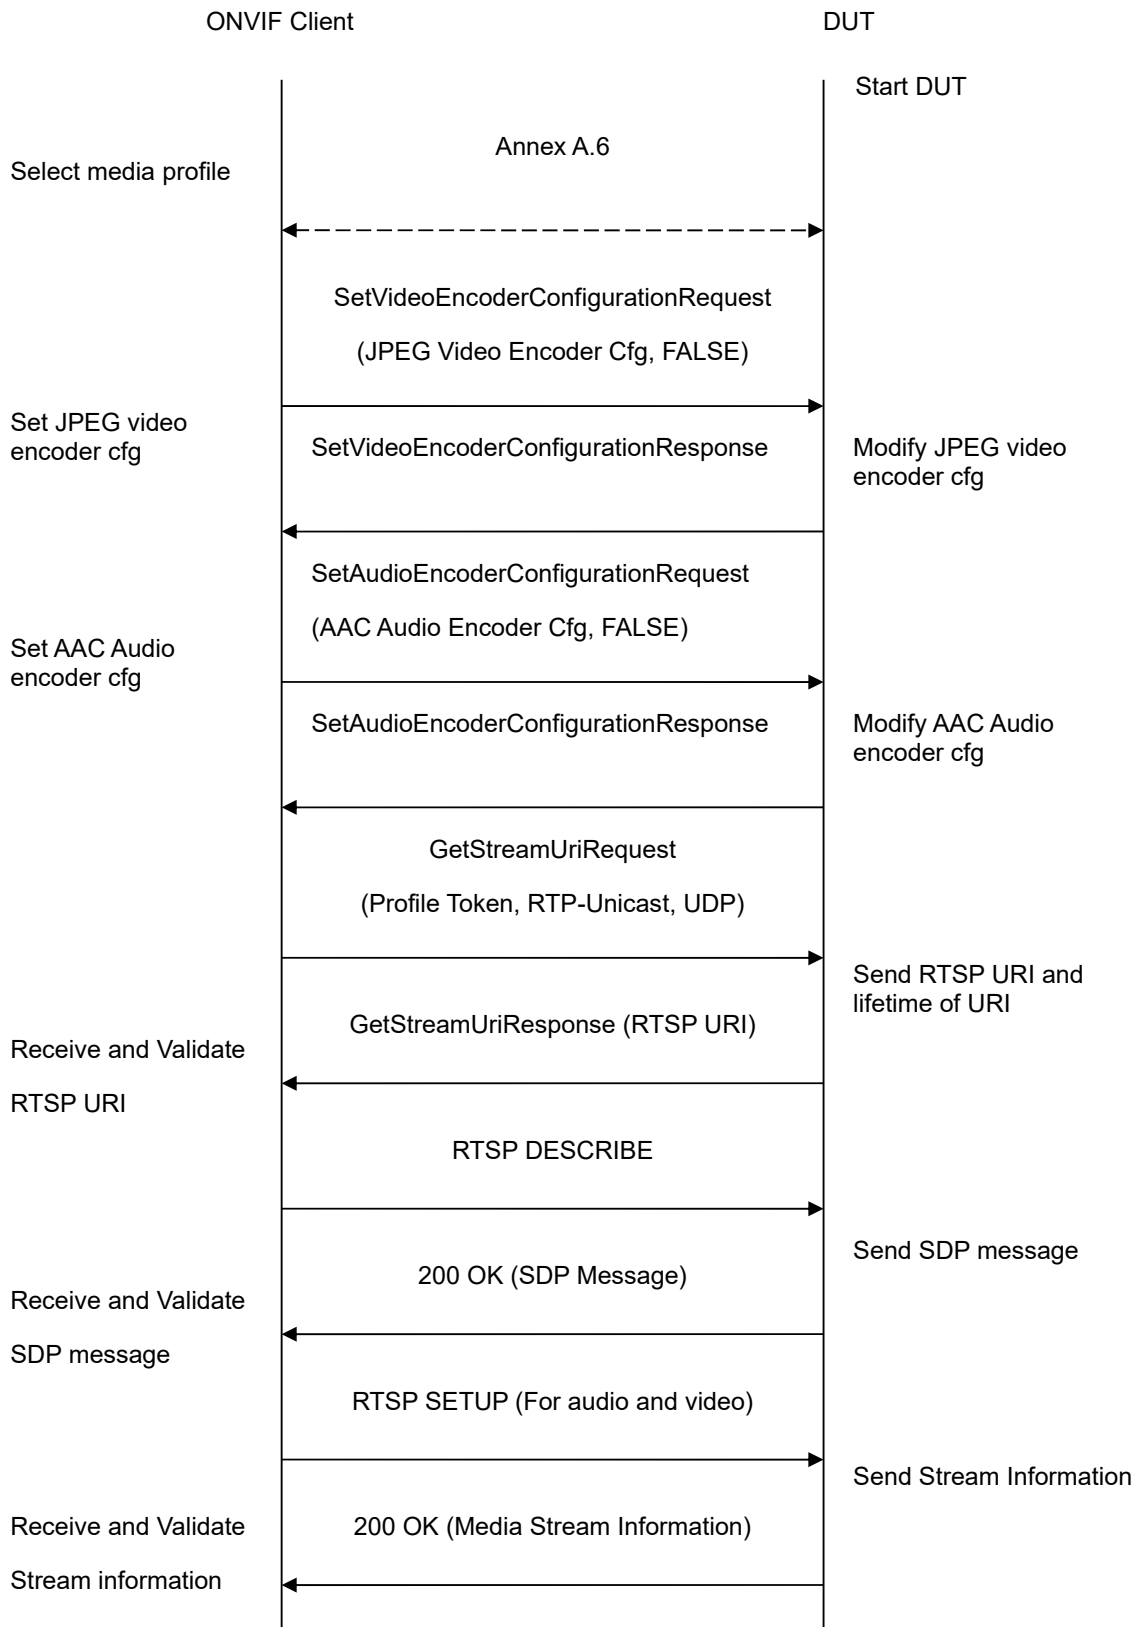 ONVIF Client
DUT
Start DUT
Annex A.6
Select media profile
SetVideoEncoderConfigurationRequest
(JPEG Video Encoder Cfg, FALSE)
Set JPEG video
encoder cfg
SetVideoEncoderConfigurationResponse
Modify JPEG video
encoder cfg
SetAudioEncoderConfigurationRequest
(AAC Audio Encoder Cfg, FALSE)
Set AAC Audio
encoder cfg
SetAudioEncoderConfigurationResponse
Modify AAC Audio
encoder cfg
GetStreamUriRequest
(Profile Token, RTP-Unicast, UDP)
Send RTSP URI and
lifetime of URI
GetStreamUriResponse (RTSP URI)
Receive and Validate
RTSP URI
RTSP DESCRIBE
Send SDP message
200 OK (SDP Message)
Receive and Validate
SDP message
RTSP SETUP (For audio and video)
Send Stream Information
200 OK (Media Stream Information)
Receive and Validate
Stream information